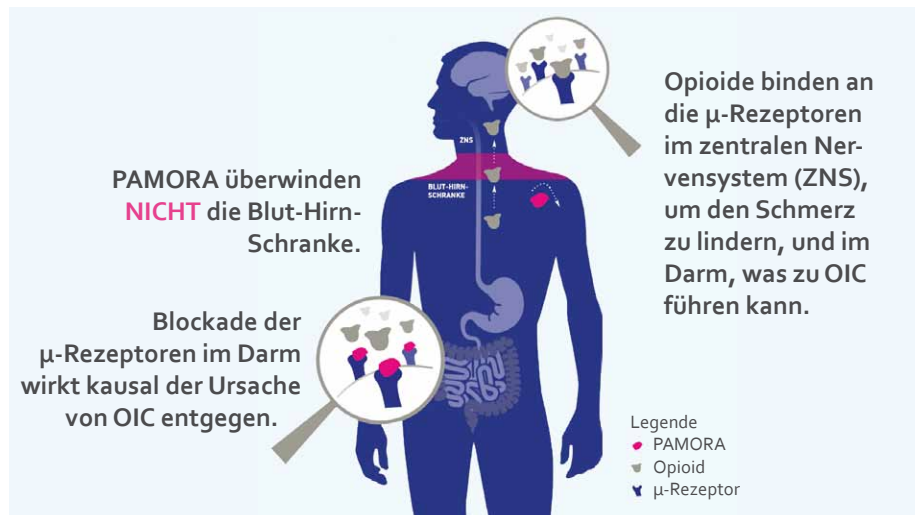 PAMORA überwinden
NICHT die Blut-Hirn-
Schranke.
Blockade der
µ-Rezeptoren im Darm
wirkt kausal der Ursache
von OIC entgegen.
ZNS
BLUT-HIRN-
SCHRANKE
Opioide binden an
die µ-Rezeptoren
im zentralen Ner-
vensystem (ZNS),
um den Schmerz
zu lindern, und im
Darm, was zu OIC
führen kann.
Legende
PAMORA
Opioid
µ-Rezeptor